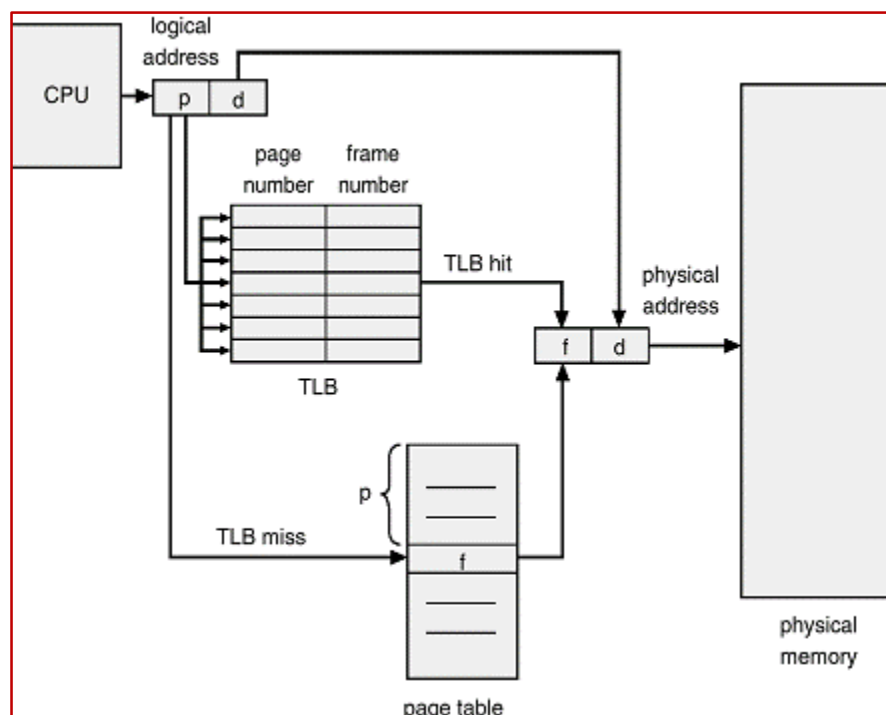 logical
address
CPU
p
d
page
number
frame
number
TLB hit
physical
address
f
d
TLB
p
TLB miss
f
physical
memory
page table